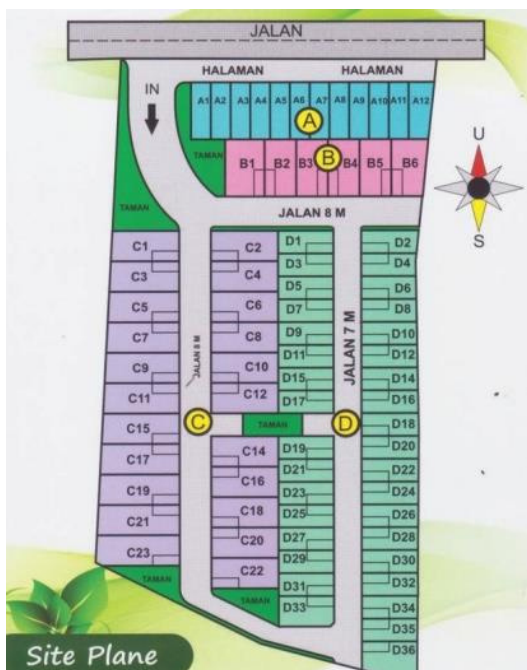 JALAN
HALAMAN HALAMAN
IN
A1 A2 A3 A4 A5 A6 A7 A8 A9 A10 A11 A12
A
U
TAMAN
B1 B2 B3 B B4 B5 B6
S
TAMAN
JALAN 8 M
C1 C2 D1 D2
C3 C4 D3 D4
C5 C6 D5 D6
C7 C8 D7 D8
JALAN 8 M
JALAN 7 M
C9 C10 D9 D10
C11 C12 D11 D12
D15 D14
D17 D16
C TAMAN D D18
C15 C14 D19 D20
C17 C16 D21 D22
C19 C18 D23 D24
C21 C20 D25 D26
C23 C22 D27 D28
D29 D30
TAMAN D31 D32
TAMAN D33 D34
D35
D36
Site Plane